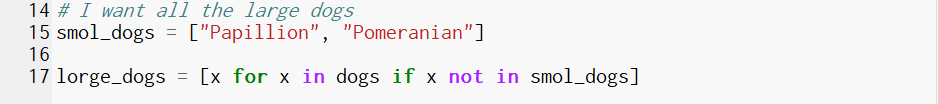 14 # I want all the large dogs
15 smol_dogs = ["Papillion", "Pomeranian"]
16
17 lorge_dogs = [x for x in dogs if x not in smol_dogs]